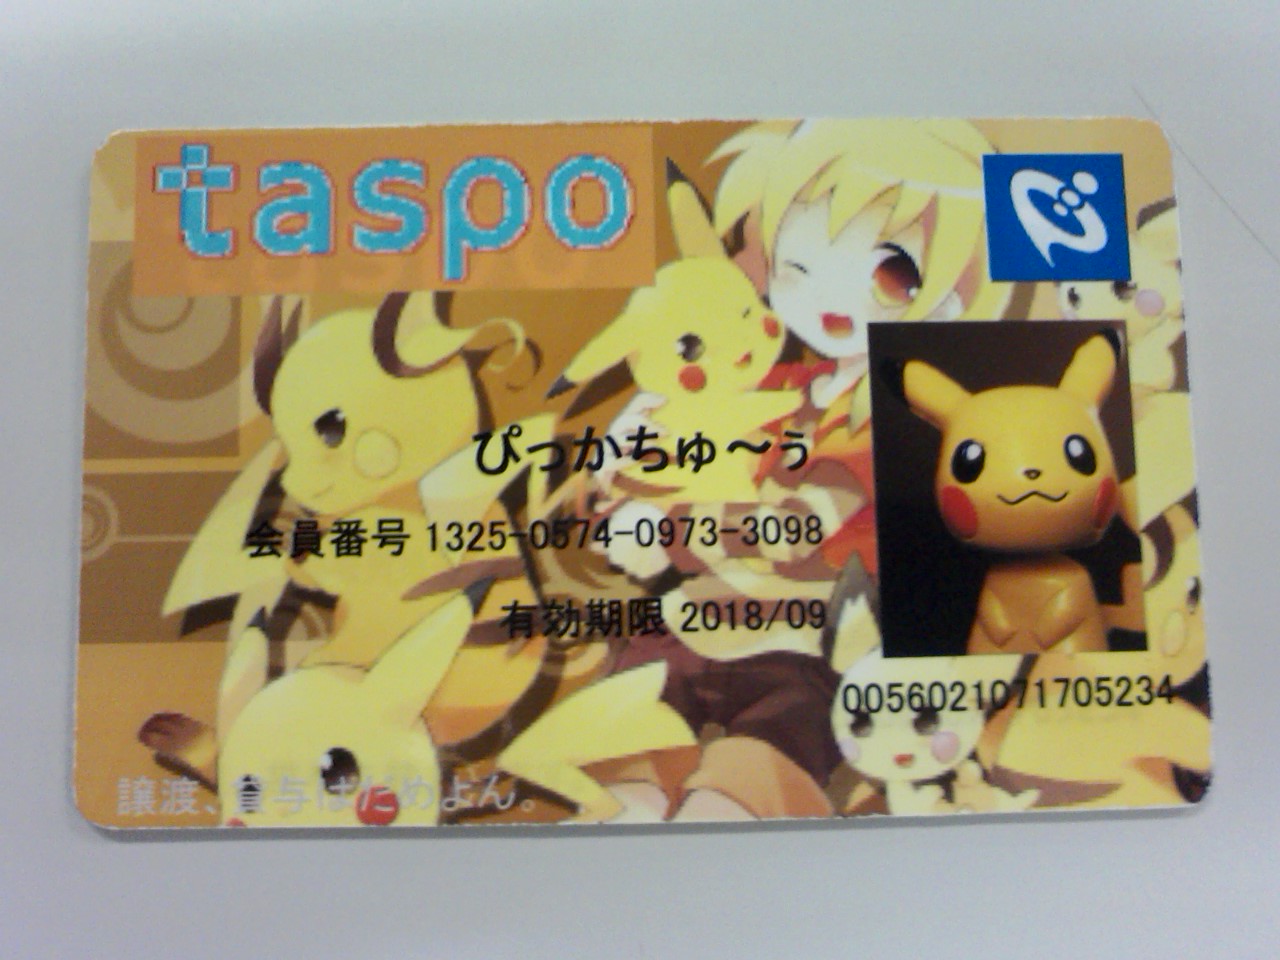 taspo
ぴっかちゅ～ぅ
会員番号 1325-0574-0973-3098
有効期限 2018/09
0056021071705234
譲渡、貸与はだめよん。